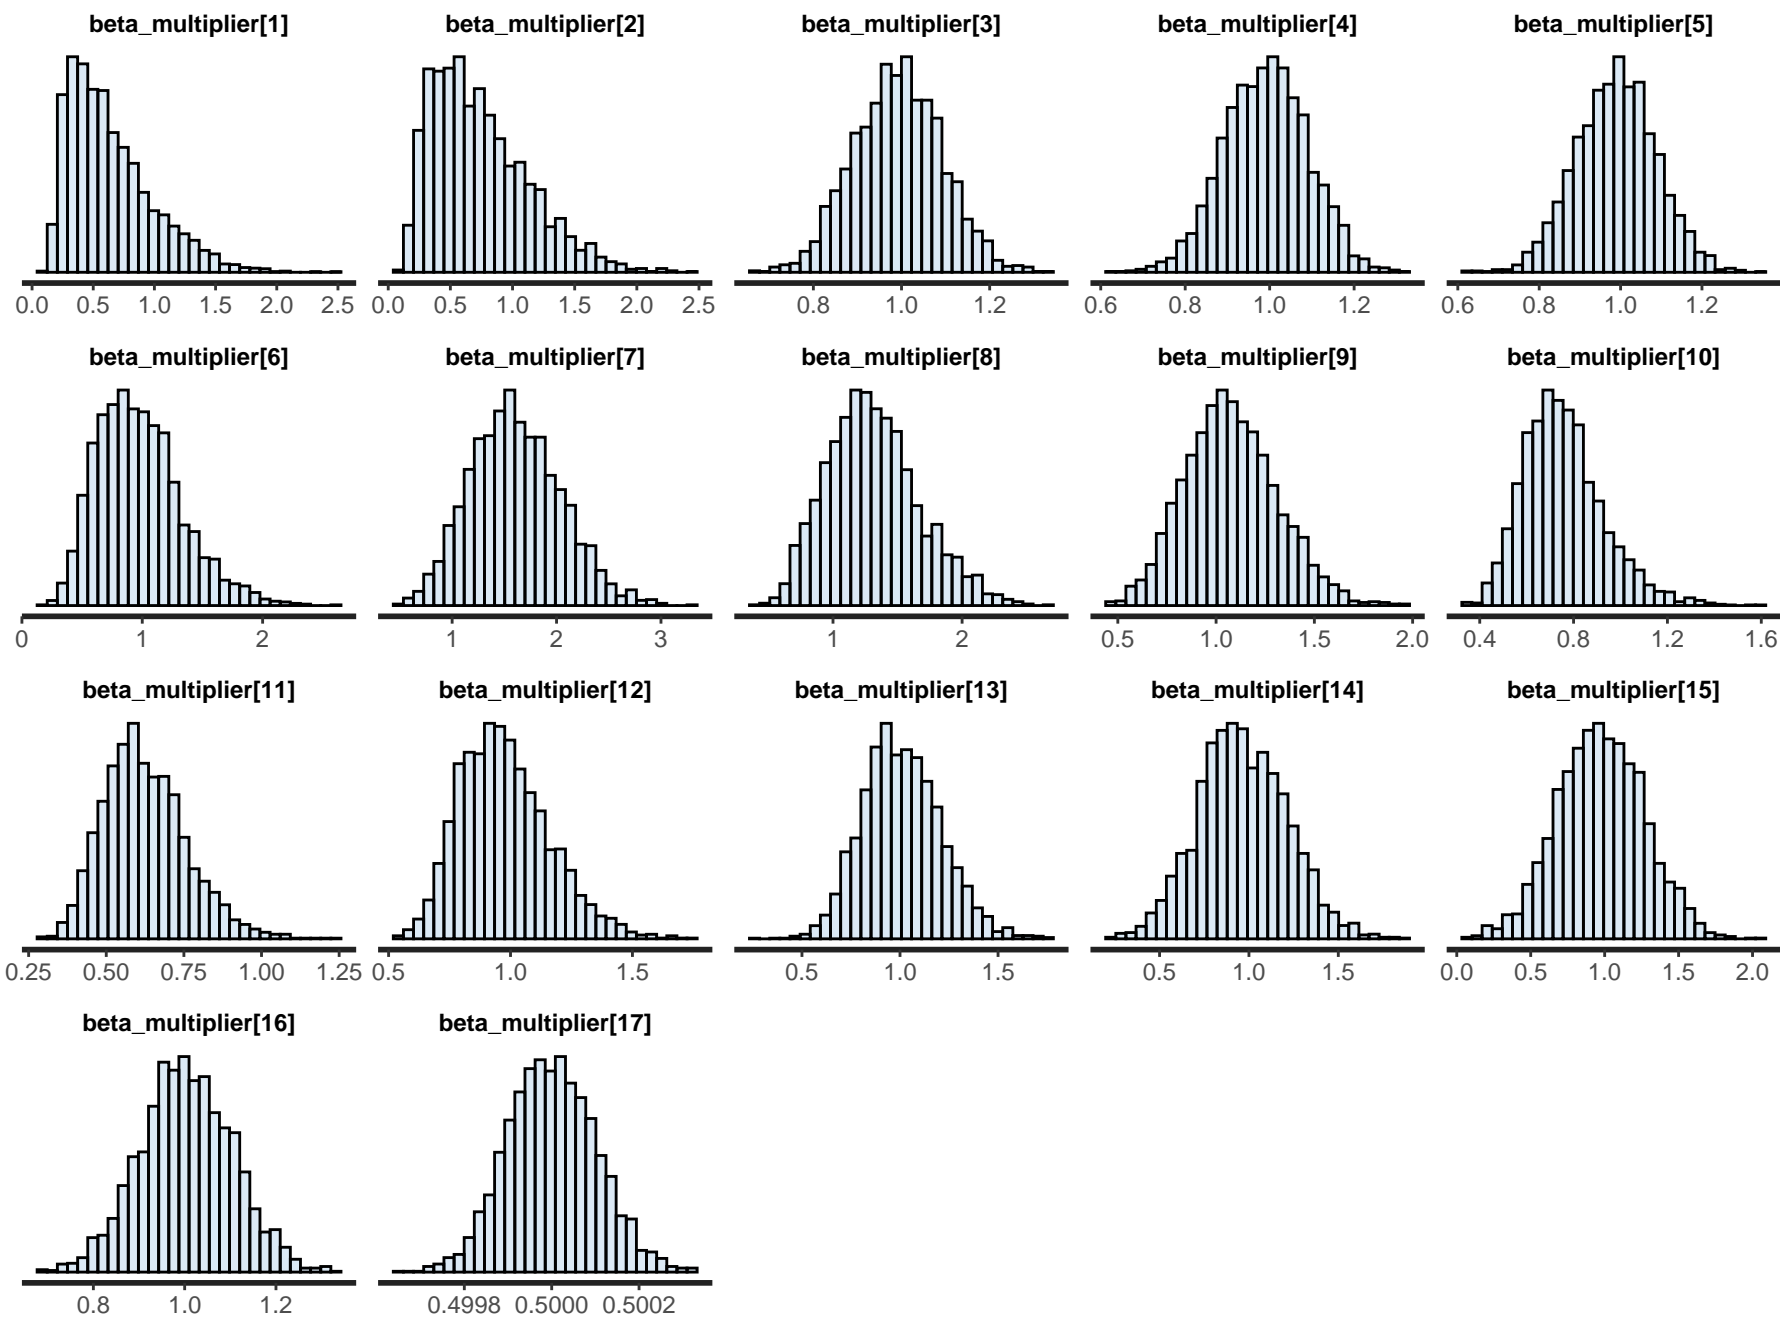 beta_multiplier[1] beta_multiplier[2] beta_multiplier[3] beta_multiplier[4] beta_multiplier[5]
0.0 0.5 1.0 1.5 2.0 2.5 0.0 0.5 1.0 1.5 2.0 2.5 0.8 1.0 1.2 0.6 0.8 1.0 1.2 0.6 0.8 1.0 1.2
beta_multiplier[6] beta_multiplier[7] beta_multiplier[8] beta_multiplier[9] beta_multiplier[10]
0 1 2 1 2 3 1 2 0.5 1.0 1.5 2.0 0.4 0.8 1.2 1.6
beta_multiplier[11] beta_multiplier[12] beta_multiplier[13] beta_multiplier[14] beta_multiplier[15]
0.25 0.50 0.75 1.00 1.25 0.5 1.0 1.5 0.5 1.0 1.5 0.5 1.0 1.5 0.0 0.5 1.0 1.5 2.0
beta_multiplier[16] beta_multiplier[17]
0.8 1.0 1.2 0.4998 0.5000 0.5002